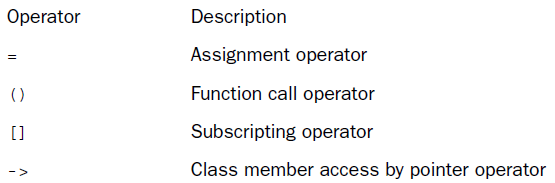 Operator Description
= Assignment operator
() Function call operator
[] Subscripting operator
-> Class member access by pointer operator